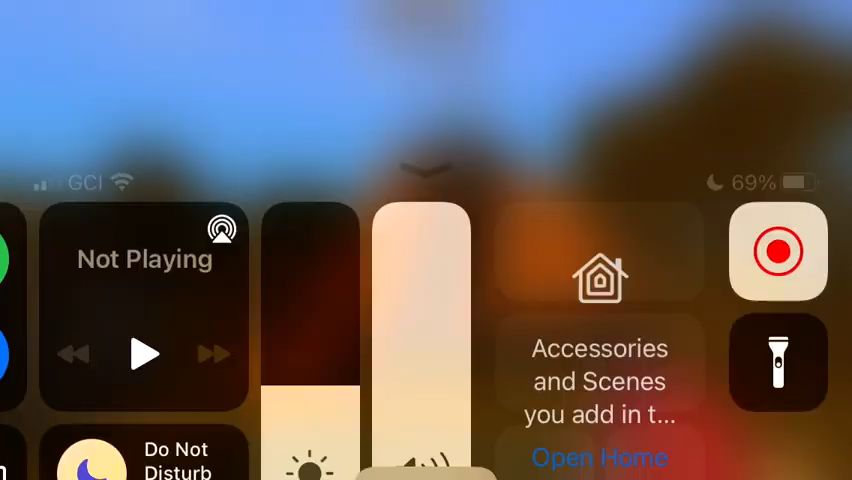 GCI
69%
Not Playing
Accessories
and Scenes
you add in t...
Open Home
Do Not
Disturb